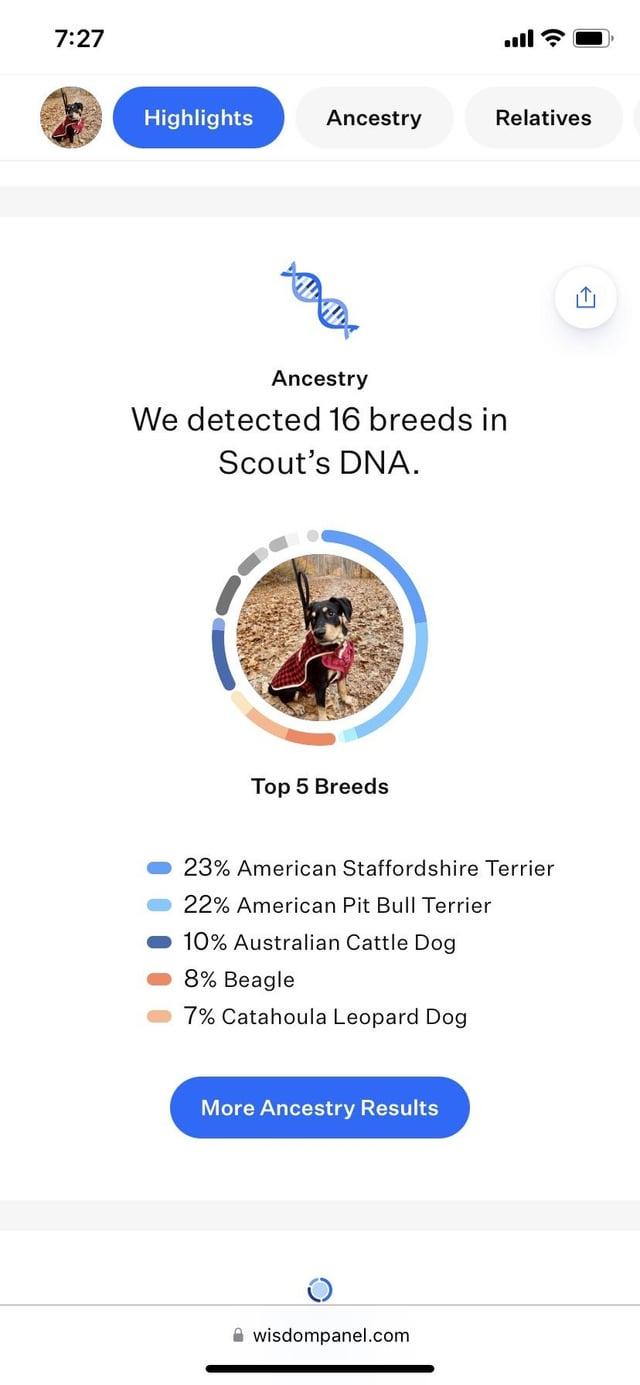 7:27
Highlights
Ancestry
Relatives
Ancestry
We detected 16 breeds in
Scout’s DNA.
Top 5 Breeds
23% American Staffordshire Terrier
22% American Pit Bull Terrier
10% Australian Cattle Dog
8% Beagle
7% Catahoula Leopard Dog
More Ancestry Results
wisdompanel.com